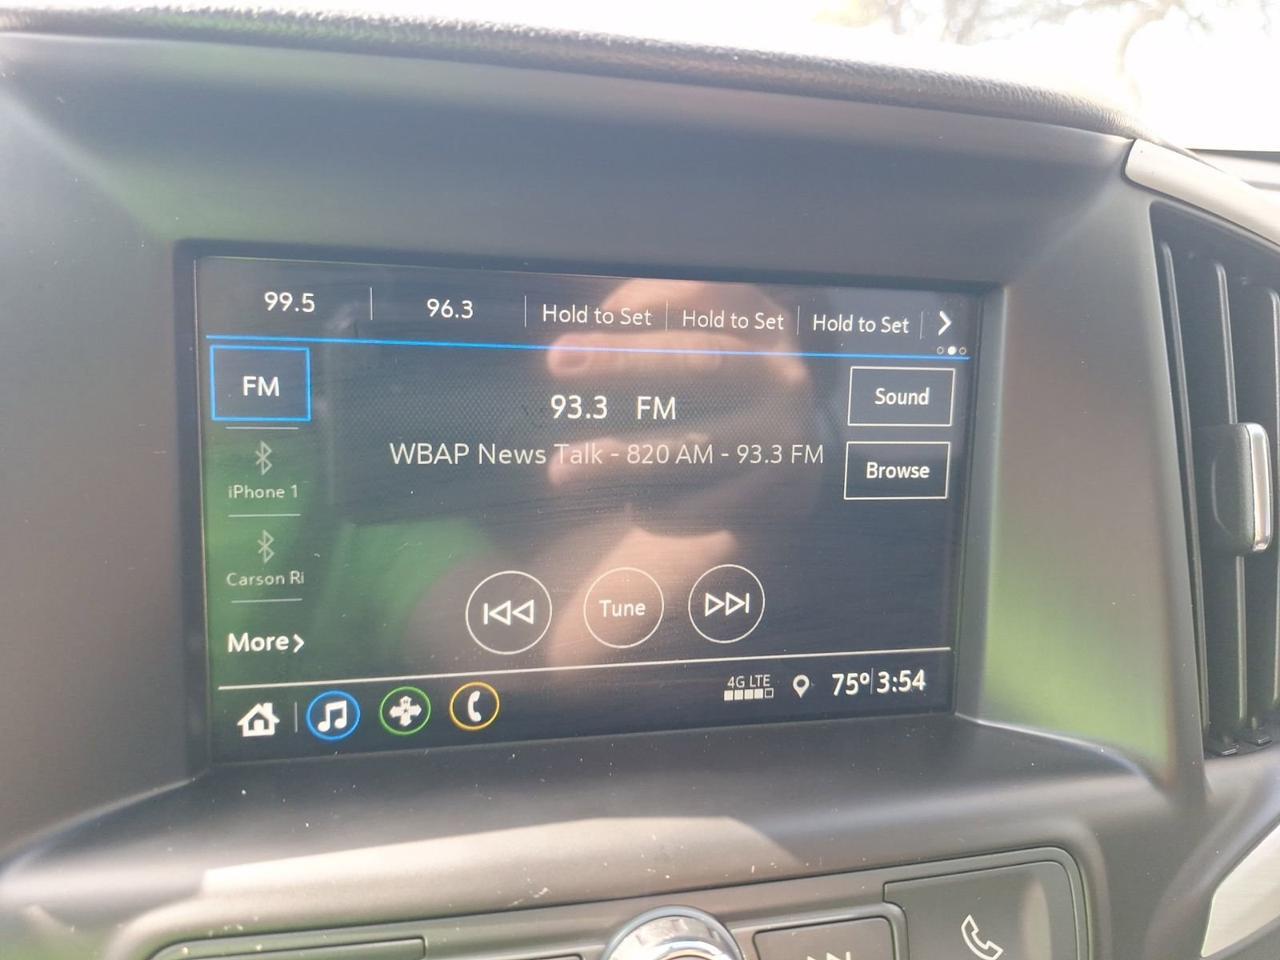 99.5
96.3
Hold to Set
Hold to Set
Hold to Set
FM
93.3 FM
Sound
WBAP News Talk - 820 AM - 93.3 FM
Browse
iPhone 1
Carson Ri
Tune
More
4G LTE
75° 3:54